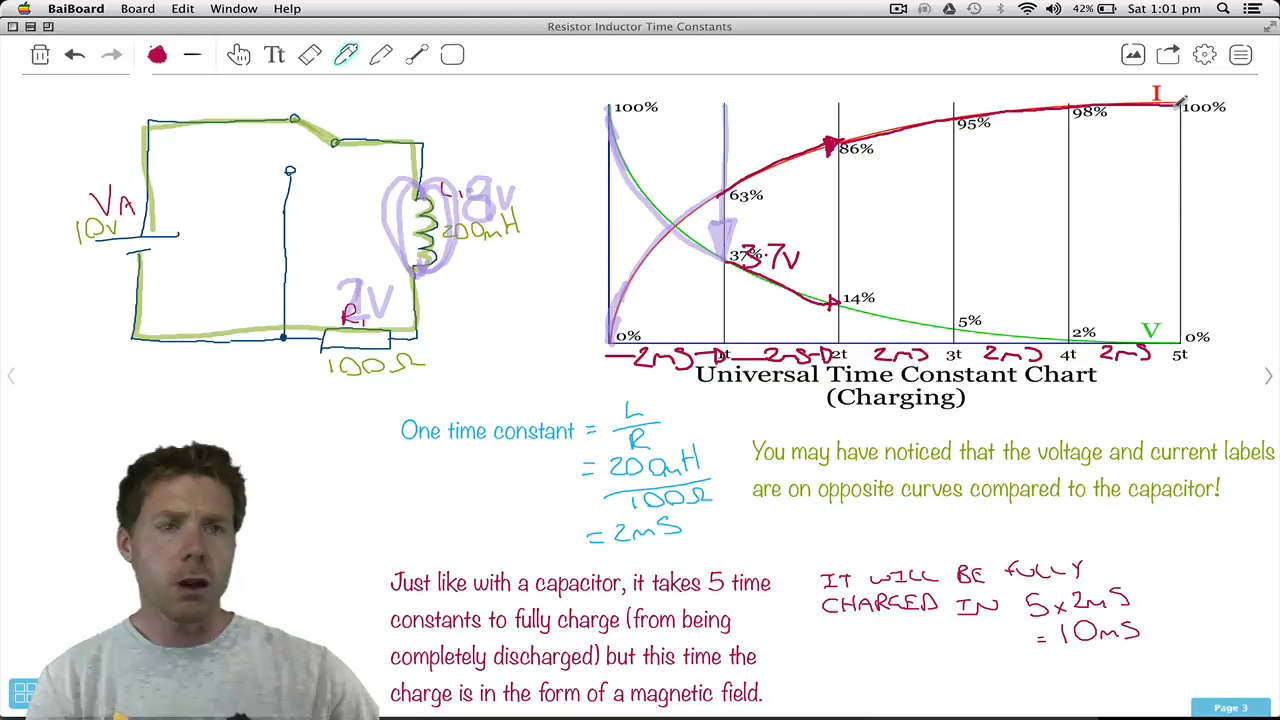 BaiBoard Board Edit Window Help
42% Sat 1:01 pm
Resistor Inductor Time Constants
Tt
VA
10V
L1
8V
200mH
2V
R1
100Ω
100%
I
100%
98%
95%
86%
63%
37%
3.7V
14%
5%
2%
V
0%
0%
2mS 1t 2mS 2t 2mS 3t 2mS 4t 2mS 5t
Universal Time Constant Chart
(Charging)
One time constant = L
R
= 200mH
100Ω
= 2mS
You may have noticed that the voltage and current labels
are on opposite curves compared to the capacitor!
Just like with a capacitor, it takes 5 time
constants to fully charge (from being
completely discharged) but this time the
charge is in the form of a magnetic field.
IT WILL BE FULLY
CHARGED IN 5 x 2mS
= 10mS
Page 3